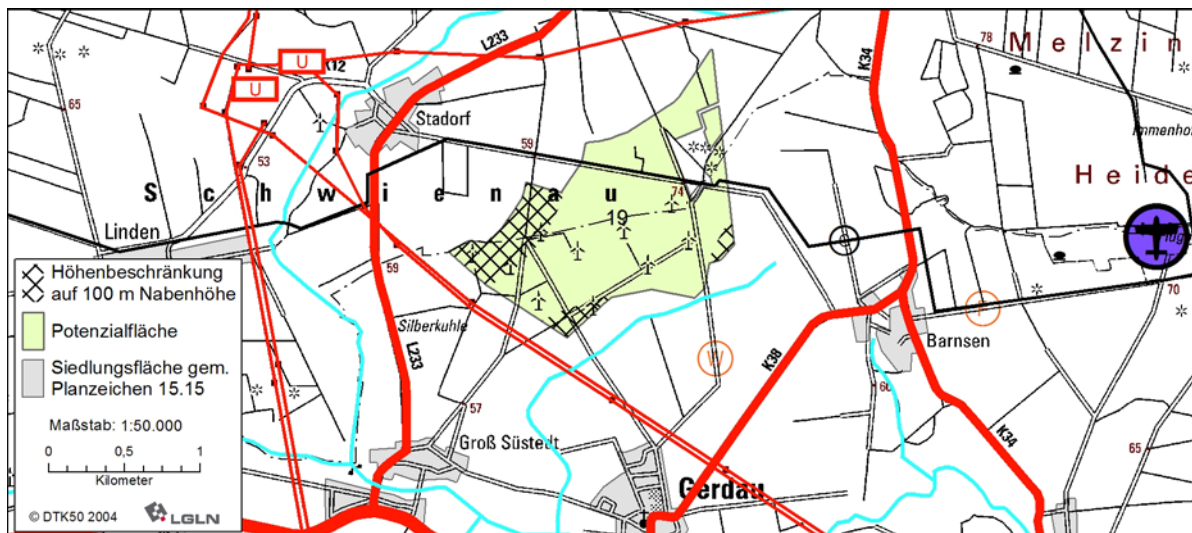 L233
K34
78
Melzin
U
K12
U
65
Stadorf
59
Immenhof
53
Schwienau
74
Heide
19
Linden
59
G
70
Silberkuhle
P
Barnsen
L233
K38
W
60
57
K34
Groß Süstedt
65
Gerdau
Höhenbeschränkung
auf 100 m Nabenhöhe
Potenzialfläche
Siedlungsfläche gem.
Planzeichen 15.15
Maßstab: 1:50.000
0 0,5 1
Kilometer
© DTK50 2004 LGLN